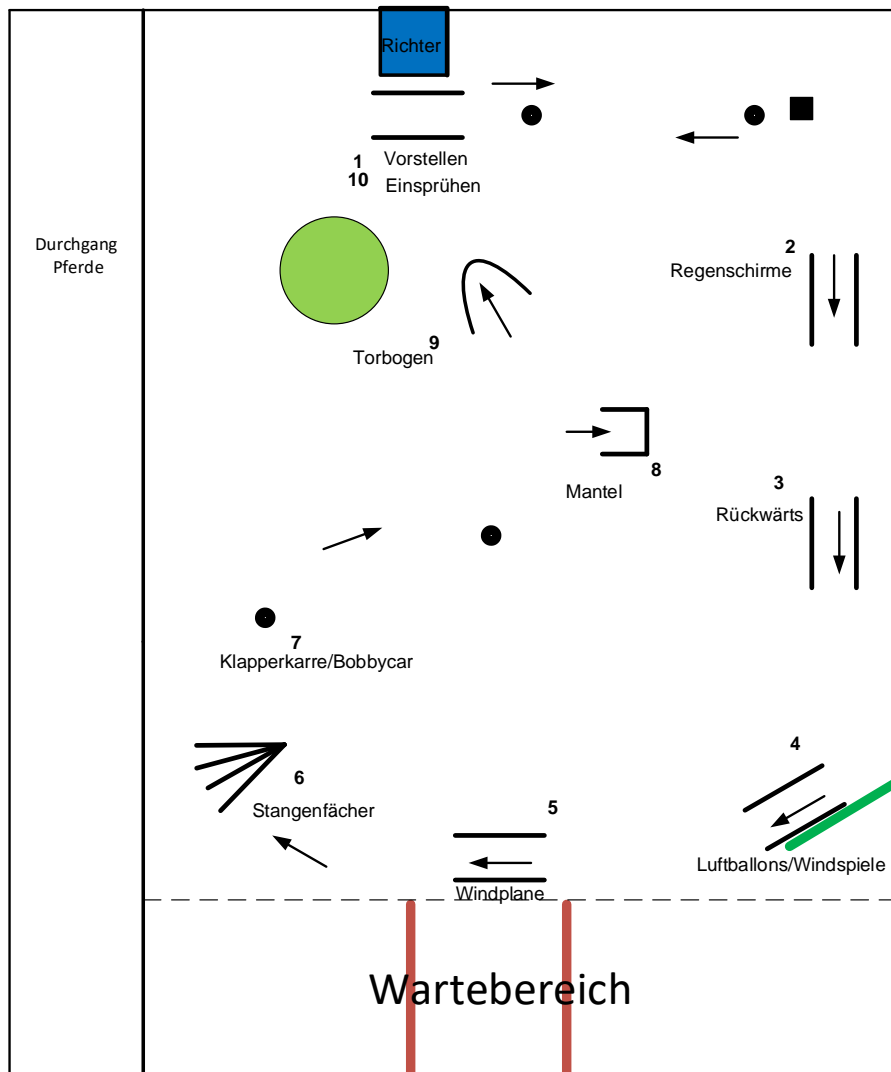 Richter
1 Vorstellen
10 Einsprühen
Durchgang
Pferde
2
Regenschirme
9
Torbogen
8
Mantel
3
Rückwärts
7
Klapperkarre/Bobbycar
4
Luftballons/Windspiele
6
Stangenfächer
5
Windplane
Wartebereich